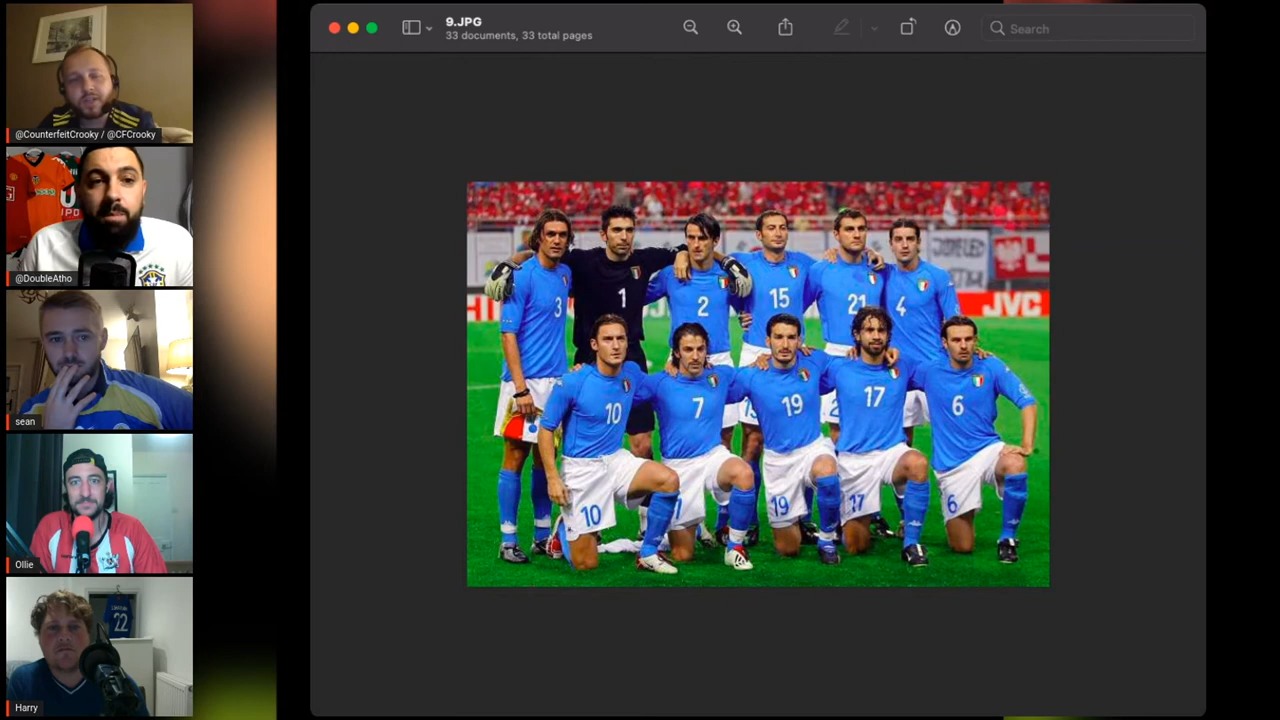 9.JPG
33 documents, 33 total pages
Search
@CounterfeitCrooky / @CFCrooky
@DoubleAtho
sean
Ollie
Harry
22
JVC
3
1
2
15
21
4
10
7
19
17
6
10
19
17
6